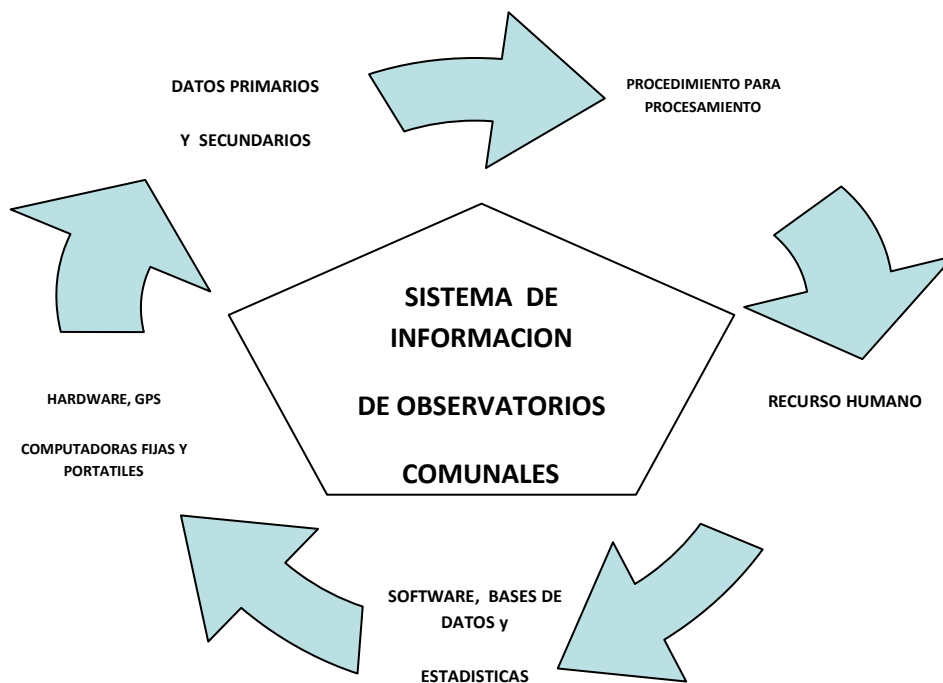 DATOS PRIMARIOS
Y SECUNDARIOS
PROCEDIMIENTO PARA
PROCESAMIENTO
SISTEMA DE
INFORMACION
DE OBSERVATORIOS
COMUNALES
HARDWARE, GPS
COMPUTADORAS FIJAS Y
PORTATILES
RECURSO HUMANO
SOFTWARE, BASES DE
DATOS y
ESTADISTICAS